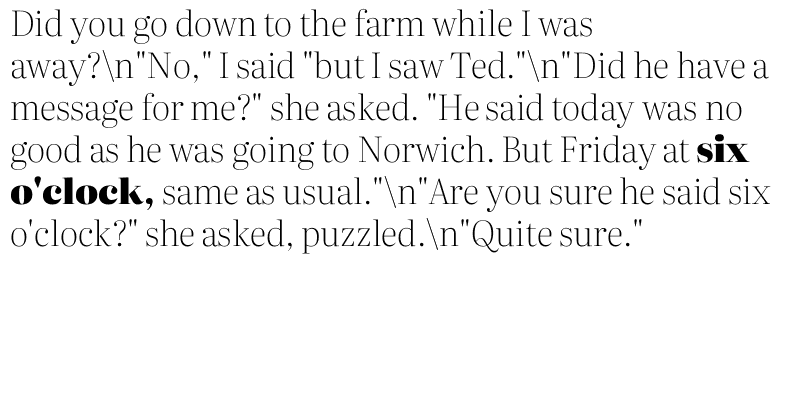 Did you go down to the farm while I was
away?\n"No," I said "but I saw Ted."\n"Did he have a
message for me?" she asked. "He said today was no
good as he was going to Norwich. But Friday at six
o'clock, same as usual."\n"Are you sure he said six
o'clock?" she asked, puzzled.\n"Quite sure."